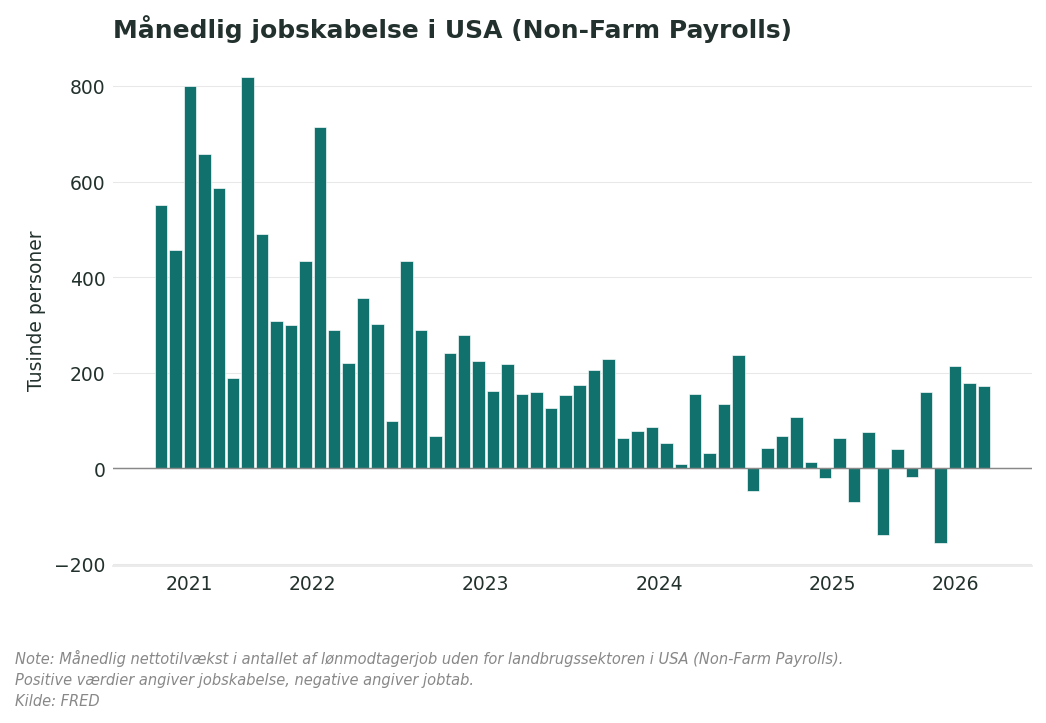 Månedlig jobskabelse i USA (Non-Farm Payrolls)
Tusinde personer
800
600
400
200
0
−200
2021 2022 2023 2024 2025 2026
Note: Månedlig nettotilvækst i antallet af lønmodtagerjob uden for landbrugssektoren i USA (Non-Farm Payrolls).
Positive værdier angiver jobskabelse, negative angiver jobtab.
Kilde: FRED